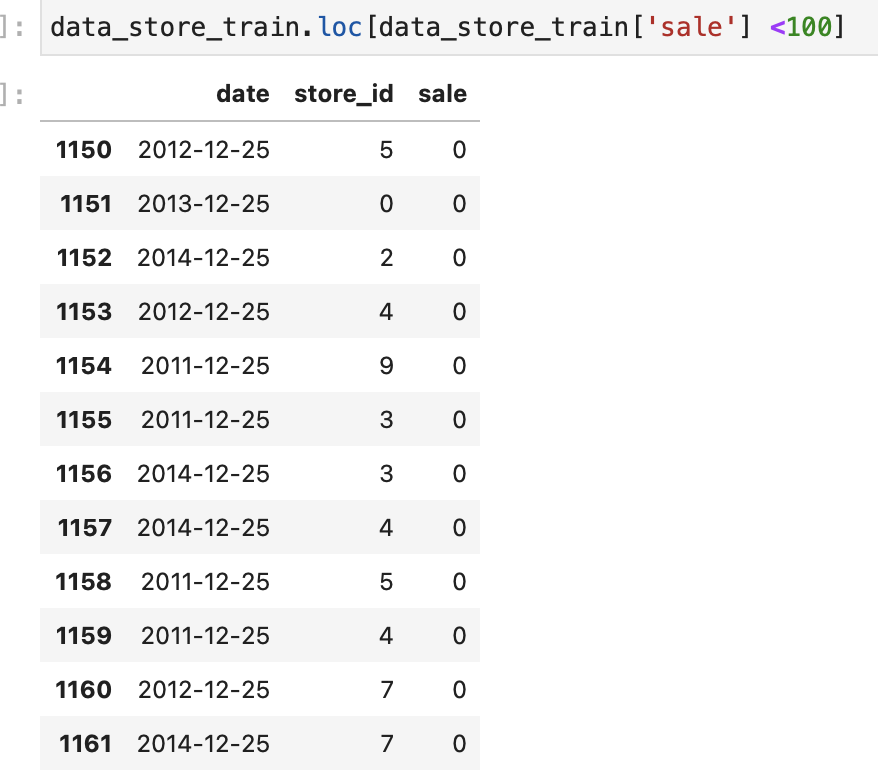 ]: data_store_train.loc[data_store_train['sale'] <100]
]:
date store_id sale
1150 2012-12-25 5 0
1151 2013-12-25 0 0
1152 2014-12-25 2 0
1153 2012-12-25 4 0
1154 2011-12-25 9 0
1155 2011-12-25 3 0
1156 2014-12-25 3 0
1157 2014-12-25 4 0
1158 2011-12-25 5 0
1159 2011-12-25 4 0
1160 2012-12-25 7 0
1161 2014-12-25 7 0